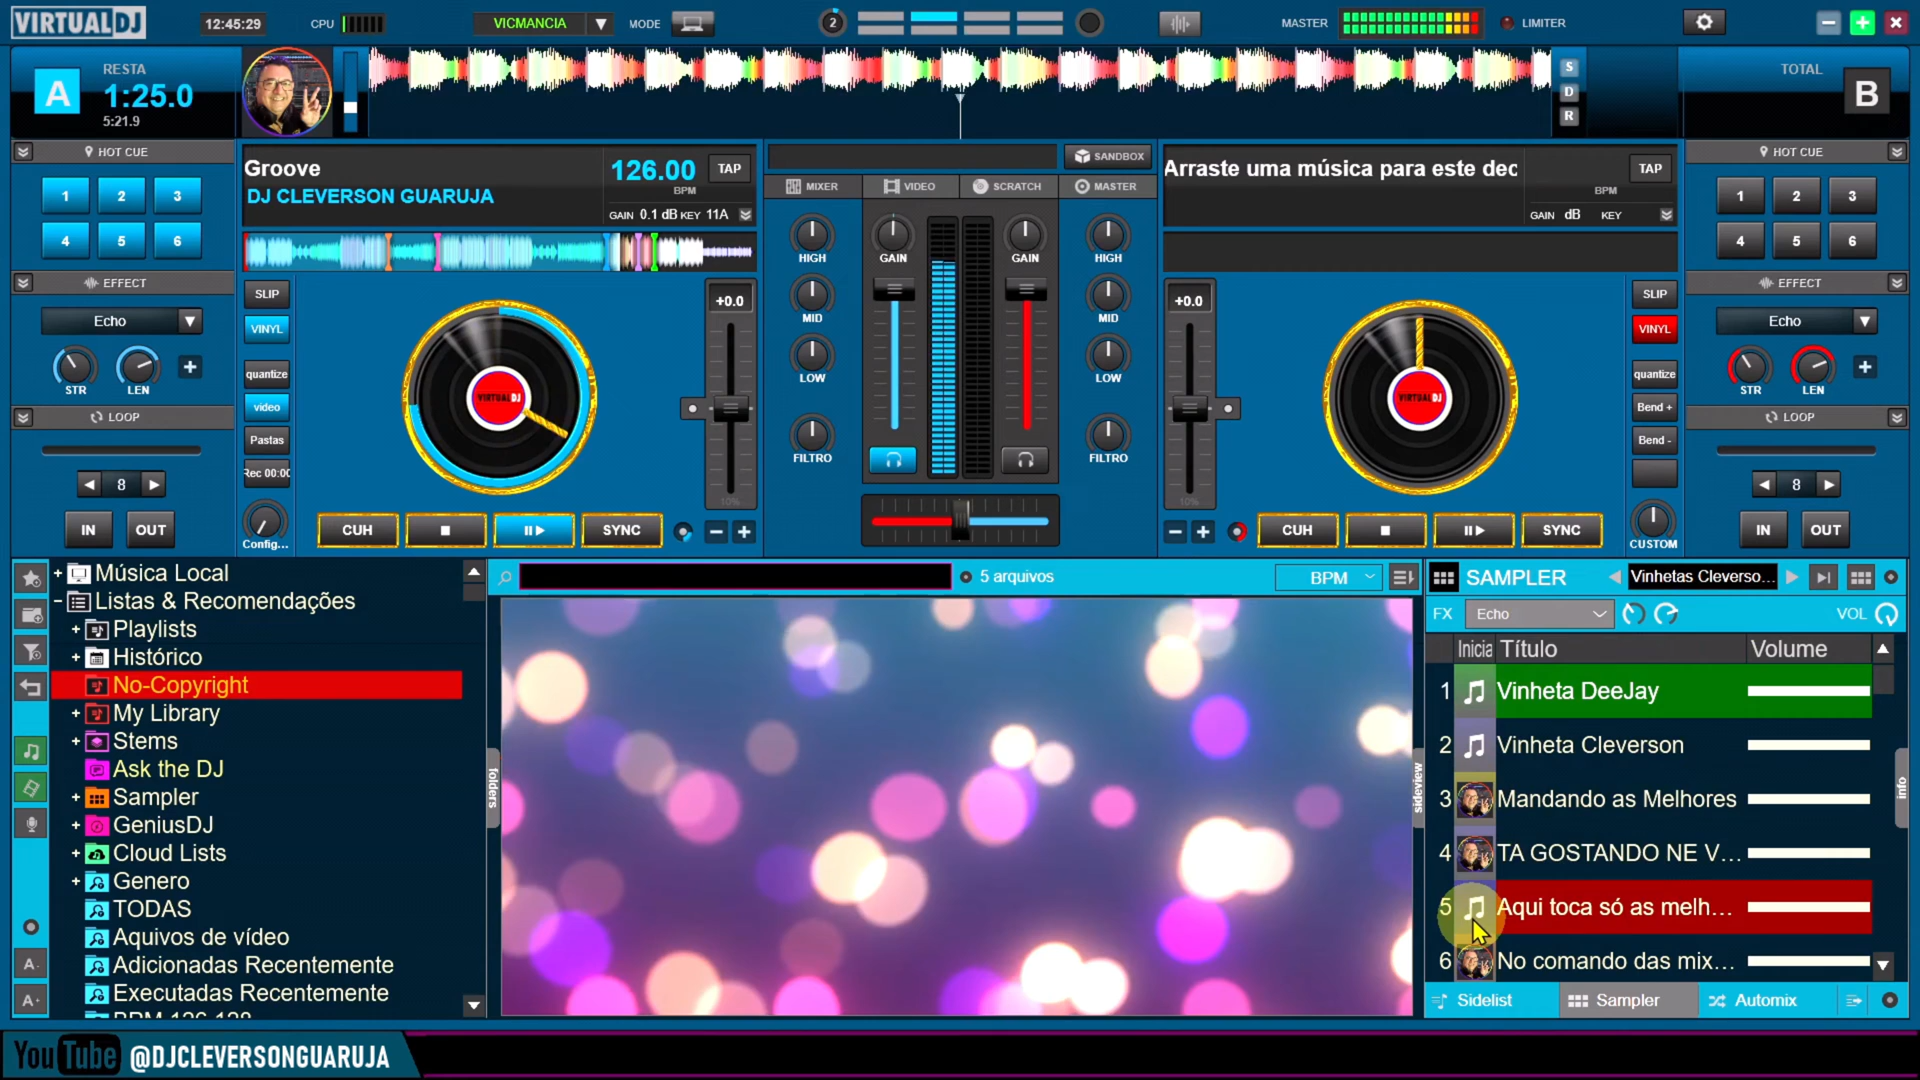 VIRTUALDJ
12:45:29
CPU
VICMANCIA
MODE
2
MASTER
LIMITER
A
RESTA
1:25.0
5:21.9
S
D
R
TOTAL
B
HOT CUE
1
2
3
4
5
6
EFFECT
Echo
STR
LEN
LOOP
8
IN
OUT
Groove
DJ CLEVERSON GUARUJA
126.00
BPM
TAP
GAIN 0.1 dB KEY 11A
SLIP
VINYL
quantize
video
Pastas
Rec 00:00
Config...
+0.0
10%
CUH
SYNC
VIRTUALDJ
SANDBOX
MIXER
VIDEO
SCRATCH
MASTER
HIGH
MID
LOW
FILTRO
GAIN
GAIN
HIGH
MID
LOW
FILTRO
Arraste uma música para este dec
TAP
BPM
GAIN dB KEY
+0.0
10%
VIRTUALDJ
CUH
SYNC
SLIP
VINYL
quantize
Bend +
Bend -
CUSTOM
HOT CUE
1
2
3
4
5
6
EFFECT
Echo
STR
LEN
LOOP
8
IN
OUT
Música Local
Listas & Recomendações
Playlists
Histórico
No-Copyright
My Library
Stems
Ask the DJ
Sampler
GeniusDJ
Cloud Lists
Genero
TODAS
Aquivos de vídeo
Adicionadas Recentemente
Executadas Recentemente
A-
A+
folders
5 arquivos
BPM
sideview
SAMPLER
Vinhetas Cleverso...
FX
Echo
VOL
Inicia
Título
Volume
1 Vinheta DeeJay
2 Vinheta Cleverson
3 Mandando as Melhores
4 TA GOSTANDO NE V...
5 Aqui toca só as melh...
6 No comando das mix...
info
Sidelist
Sampler
Automix
YouTube @DJCLEVERSONGUARUJA